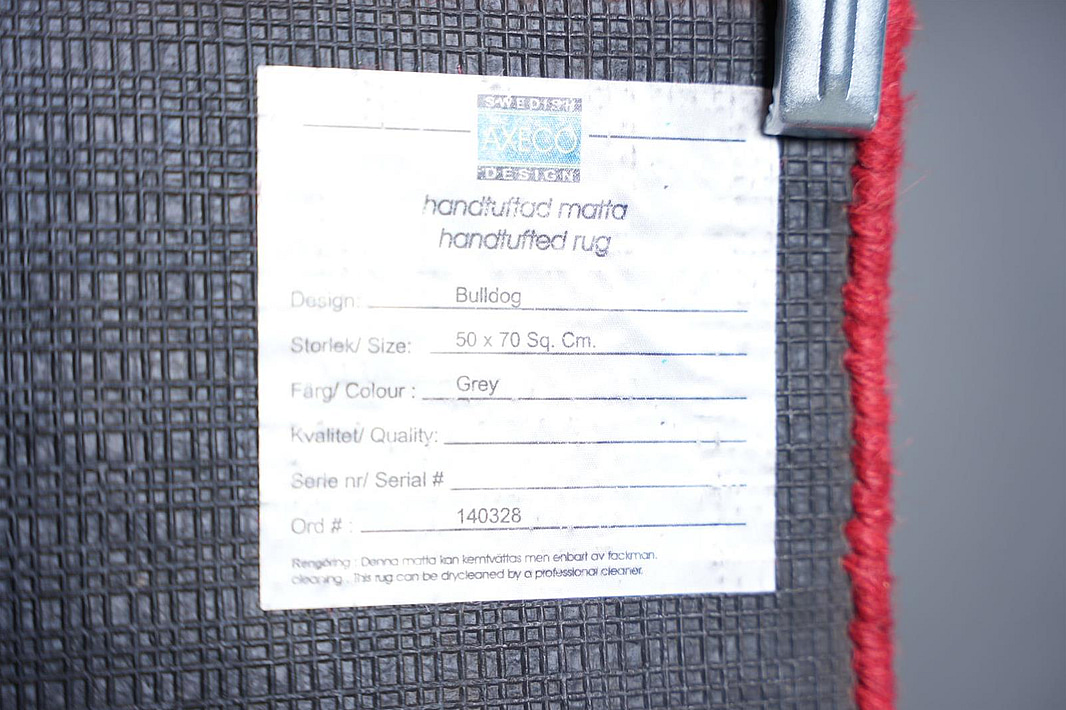 SWEDISH
AXECO
DESIGN
handtuftad matta
handtufted rug
Design: Bulldog
Storlek/ Size: 50 x 70 Sq. Cm.
Färg/ Colour : Grey
Kvalitet/ Quality:
Serie nr/ Serial #
Ord # : 140328
Rengöring : Denna matta kan kemtvättas men enbart av fackman.
cleaning : This rug can be drycleaned by a professional cleaner.